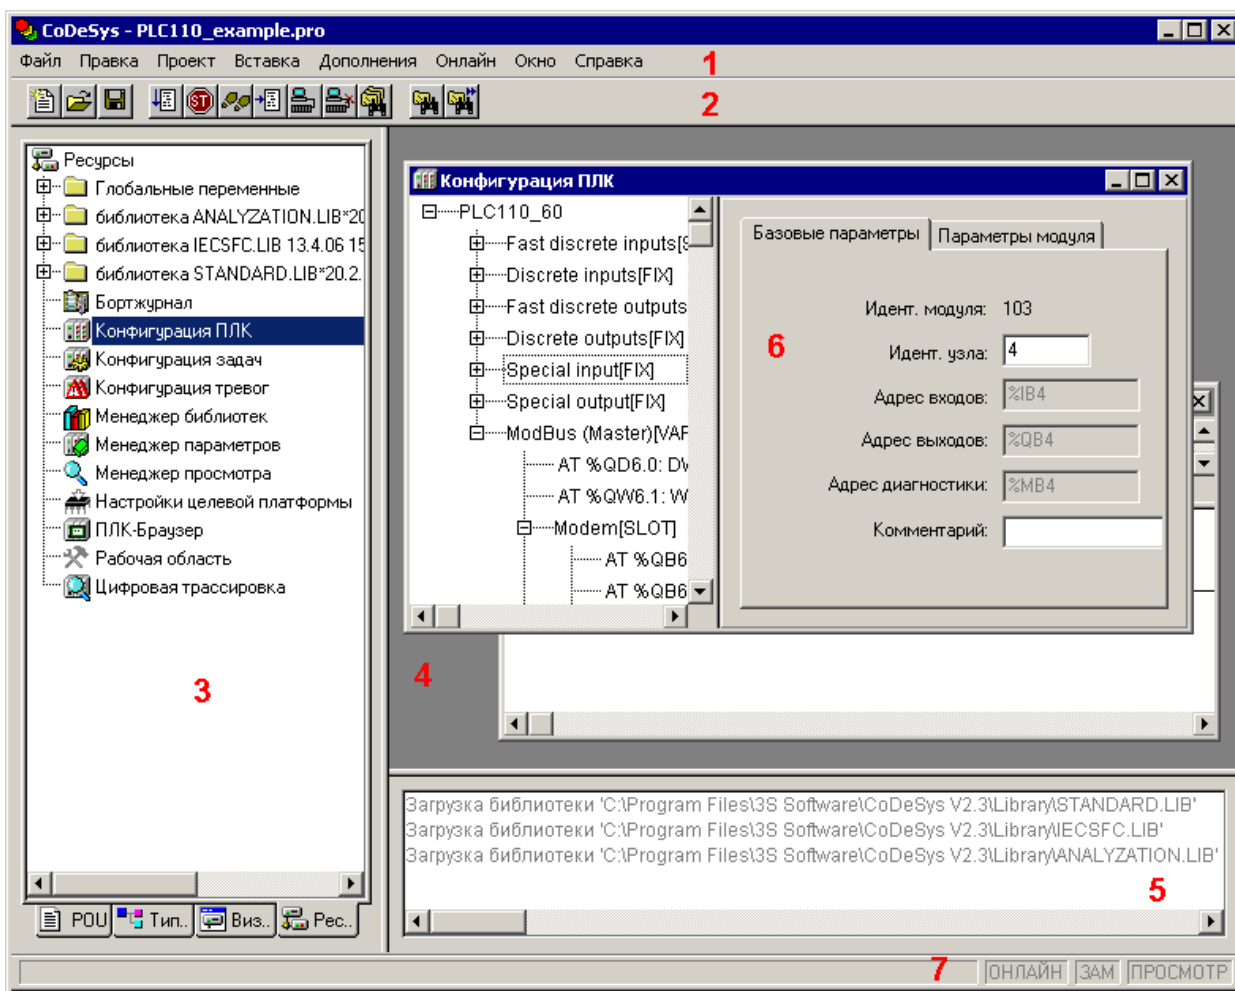 CoDeSys - PLC110_example.pro
Файл Правка Проект Вставка Дополнения Онлайн Окно Справка 1
2
Ресурсы
Глобальные переменные
библиотека ANALYZATION.LIB*20
библиотека IECSFC.LIB 13.4.06 15
библиотека STANDARD.LIB*20.2.
Бортжурнал
Конфигурация ПЛК
Конфигурация задач
Конфигурация тревог
Менеджер библиотек
Менеджер параметров
Менеджер просмотра
Настройки целевой платформы
ПЛК-Браузер
Рабочая область
Цифровая трассировка
3
POU Тип.. Виз.. Рес..
Конфигурация ПЛК
PLC110_60
Fast discrete inputs[
Discrete inputs[FIX]
Fast discrete outputs
Discrete outputs[FIX]
Special input[FIX]
Special output[FIX]
ModBus (Master)[VAR
AT %QD6.0: DW
AT %QW6.1: W
Modem[SLOT]
AT %QB6
AT %QB6
Базовые параметры Параметры модуля
Идент. модуля: 103
6
Идент. узла: 4
Адрес входов: %IB4
Адрес выходов: %QB4
Адрес диагностики: %MB4
Комментарий:
4
Загрузка библиотеки 'C:\Program Files\3S Software\CoDeSys V2.3\Library\STANDARD.LIB'
Загрузка библиотеки 'C:\Program Files\3S Software\CoDeSys V2.3\Library\IECSFC.LIB'
Загрузка библиотеки 'C:\Program Files\3S Software\CoDeSys V2.3\Library\ANALYZATION.LIB'
5
7 ОНЛАЙН ЗАМ ПРОСМОТР